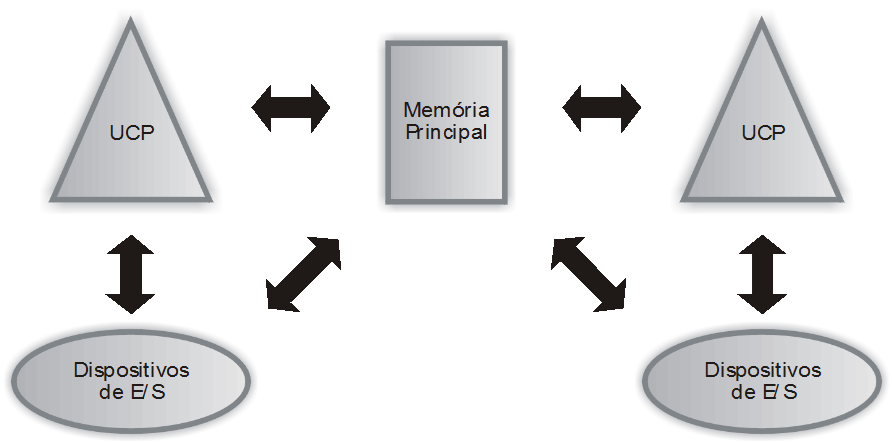 UCP
Memória
Principal
UCP
Dispositivos
de E/S
Dispositivos
de E/S